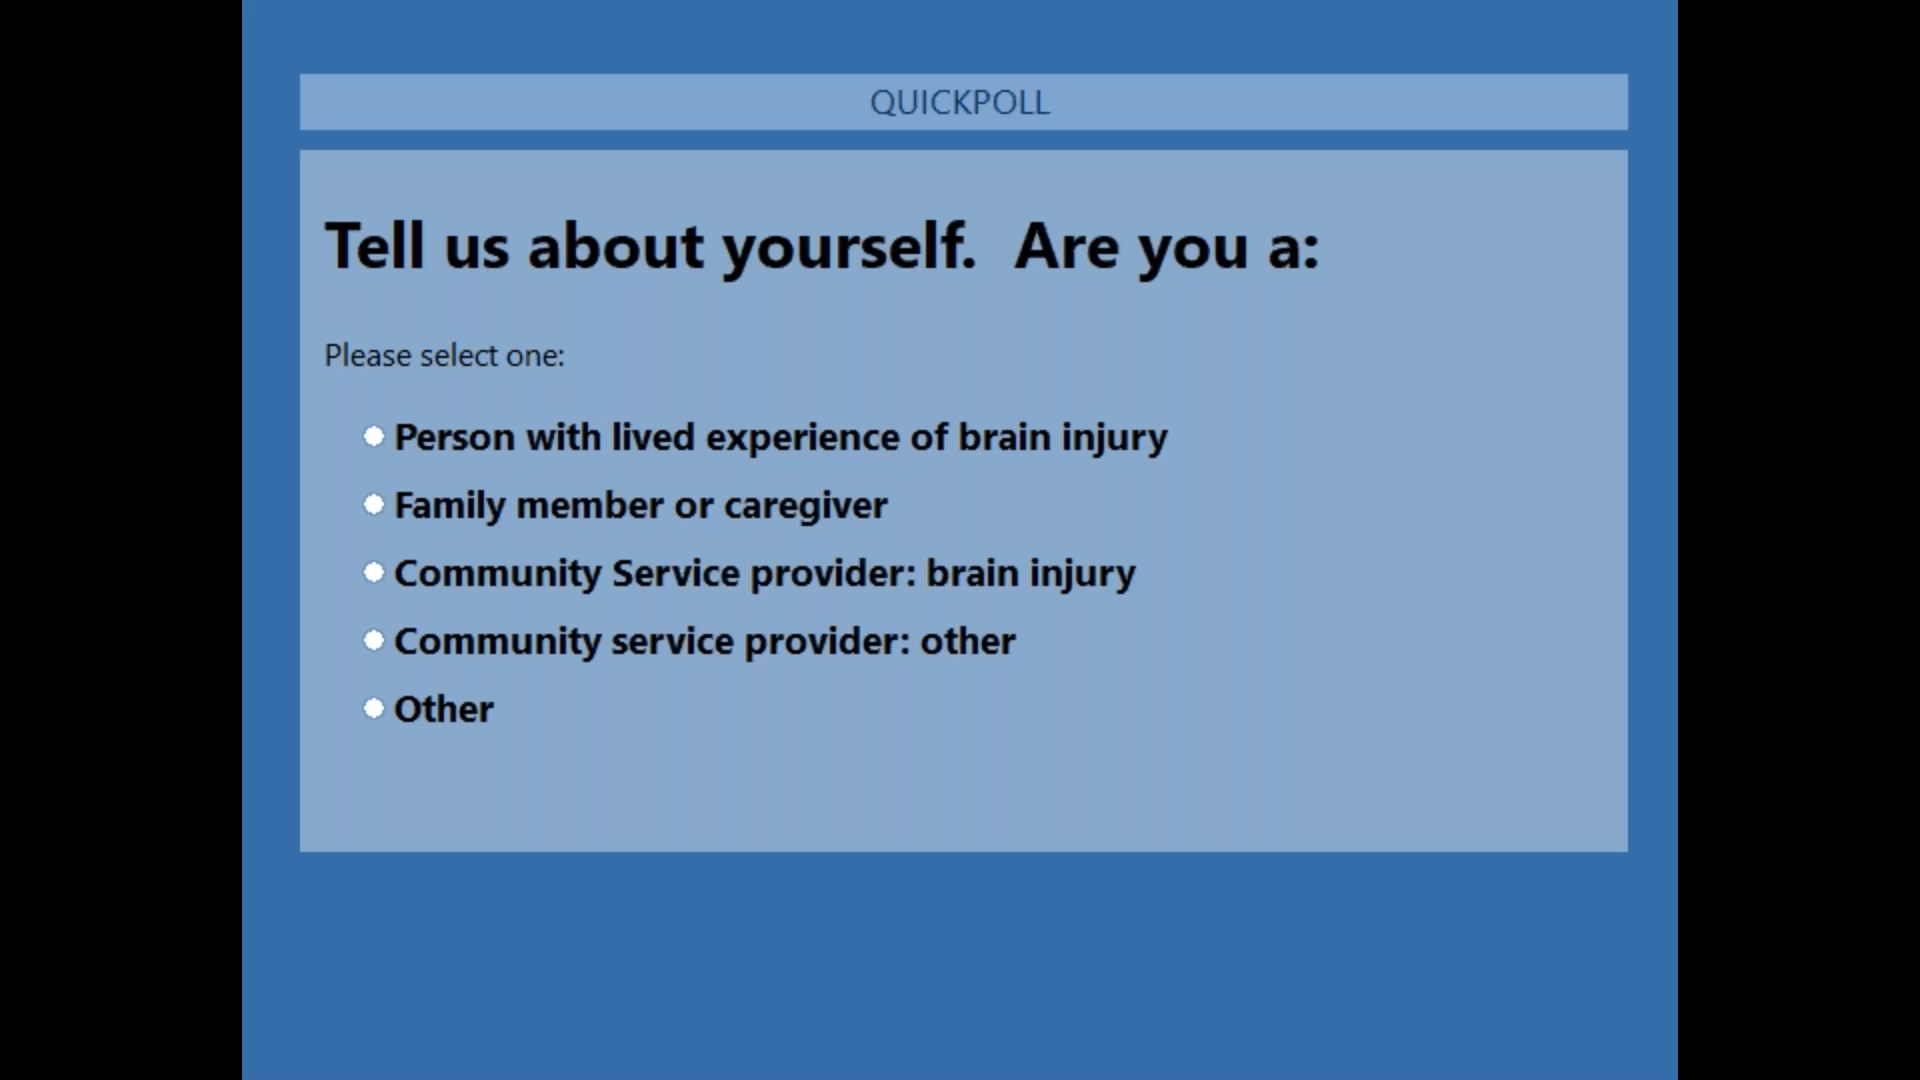 QUICKPOLL
Tell us about yourself.  Are you a:
Please select one:
Person with lived experience of brain injury
Family member or caregiver
Community Service provider: brain injury
Community service provider: other
Other